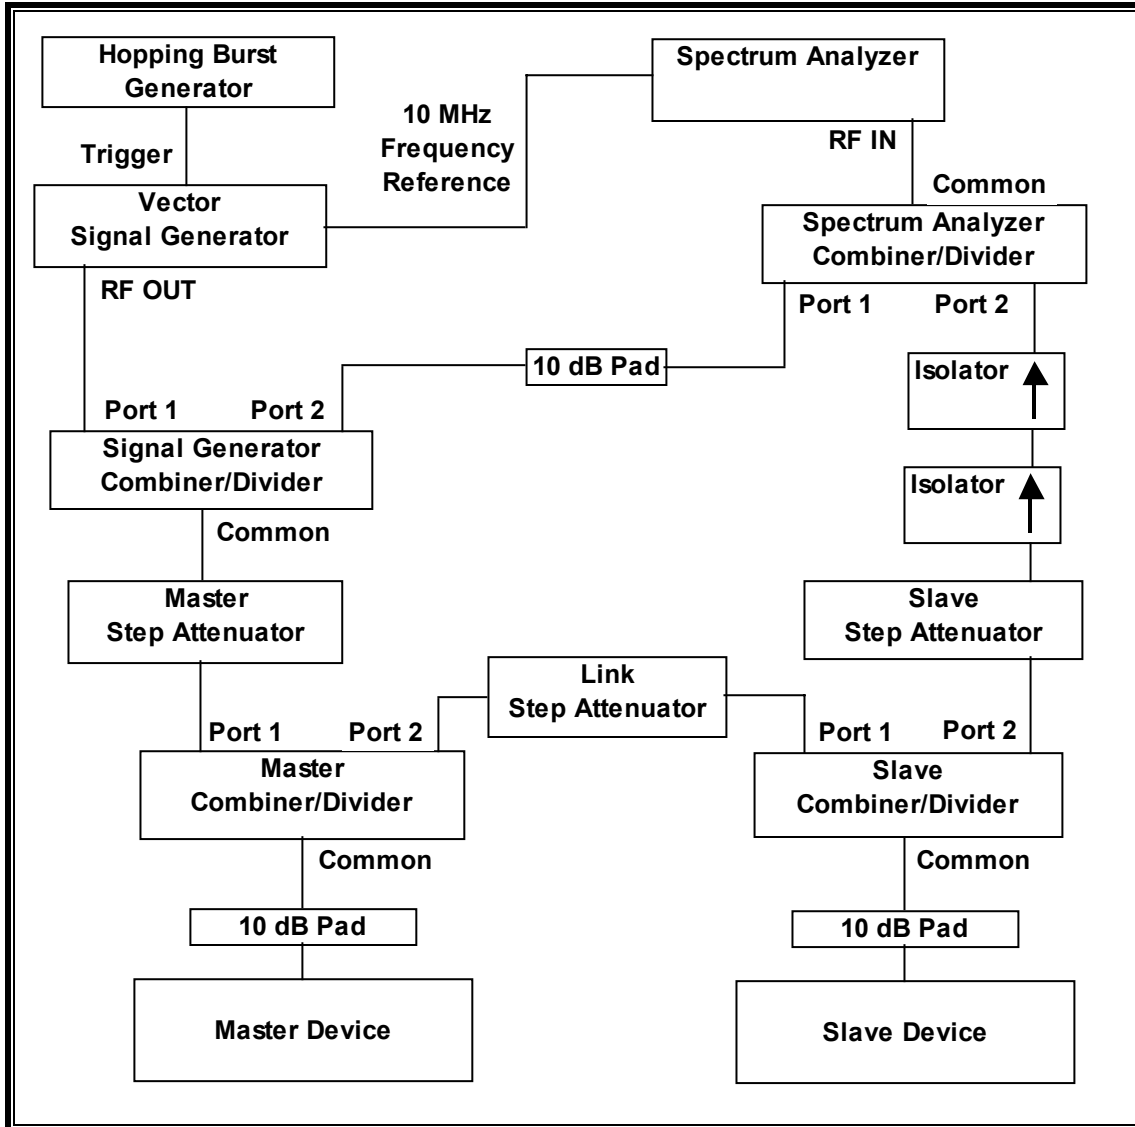 Hopping Burst
Generator
Spectrum Analyzer
10 MHz
Frequency
Reference
Trigger
RF IN
Common
Vector
Signal Generator
Spectrum Analyzer
Combiner/Divider
RF OUT
Port 1
Port 2
10 dB Pad
Isolator
Port 1
Port 2
Signal Generator
Combiner/Divider
Isolator
Common
Master
Step Attenuator
Slave
Step Attenuator
Link
Step Attenuator
Port 1
Port 2
Port 1
Port 2
Master
Combiner/Divider
Slave
Combiner/Divider
Common
Common
10 dB Pad
10 dB Pad
Master Device
Slave Device